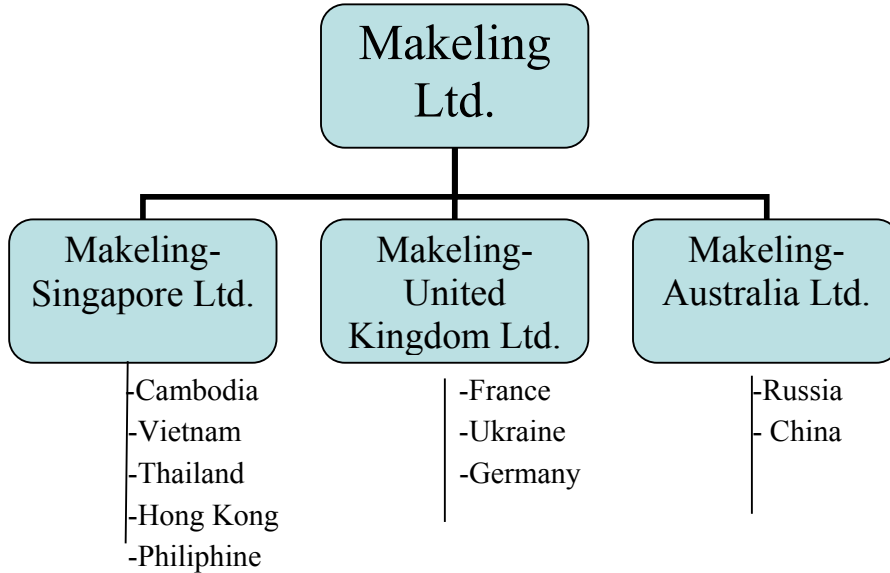 Makeling
Ltd.
Makeling-
Singapore Ltd.
Makeling-
United
Kingdom Ltd.
Makeling-
Australia Ltd.
-Cambodia
-Vietnam
-Thailand
-Hong Kong
-Philiphine
-France
-Ukraine
-Germany
-Russia
- China